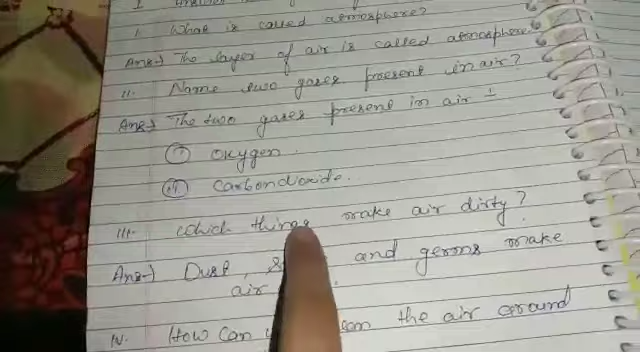 I
i. What is called atmosphere?
Ans→ The layer of air is called atmosphere.
ii. Name two gases present in air?
Ans→ The two gases present in air :
i oxygen.
ii carbondioxide.
iii. Which things make air dirty?
Ans→ Dust, and germs make
air
iv. How can the air around